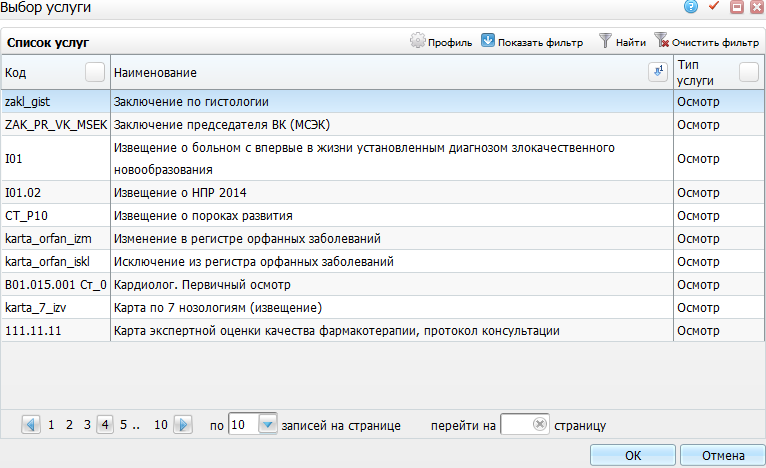 Выбор услуги
Список услуг Профиль Показать фильтр Найти Очистить фильтр
Код Наименование Тип
услуги
zakl_gist Заключение по гистологии Осмотр
ZAK_PR_VK_MSEK Заключение председателя ВК (МСЭК) Осмотр
I01 Извещение о больном с впервые в жизни установленным диагнозом злокачественного
новообразования Осмотр
I01.02 Извещение о НПР 2014 Осмотр
СТ_Р10 Извещение о пороках развития Осмотр
karta_orfan_izm Изменение в регистре орфанных заболеваний Осмотр
karta_orfan_iskl Исключение из регистра орфанных заболеваний Осмотр
B01.015.001 Ст_0 Кардиолог. Первичный осмотр Осмотр
karta_7_izv Карта по 7 нозологиям (извещение) Осмотр
111.11.11 Карта экспертной оценки качества фармакотерапии, протокол консультации Осмотр
1 2 3 4 5 .. 10 по 10 записей на странице перейти на страницу
OK Отмена